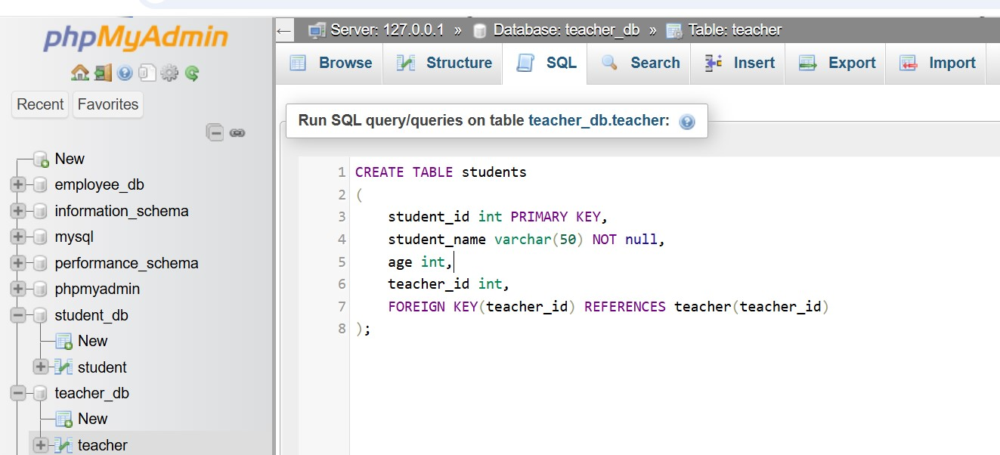 phpMyAdmin
Recent
Favorites
New
employee_db
information_schema
mysql
performance_schema
phpmyadmin
student_db
New
student
teacher_db
New
teacher
Server: 127.0.0.1 » Database: teacher_db » Table: teacher
Browse
Structure
SQL
Search
Insert
Export
Import
Run SQL query/queries on table teacher_db.teacher:
1 CREATE TABLE students
2 (
3 student_id int PRIMARY KEY,
4 student_name varchar(50) NOT null,
5 age int,
6 teacher_id int,
7 FOREIGN KEY(teacher_id) REFERENCES teacher(teacher_id)
8 );